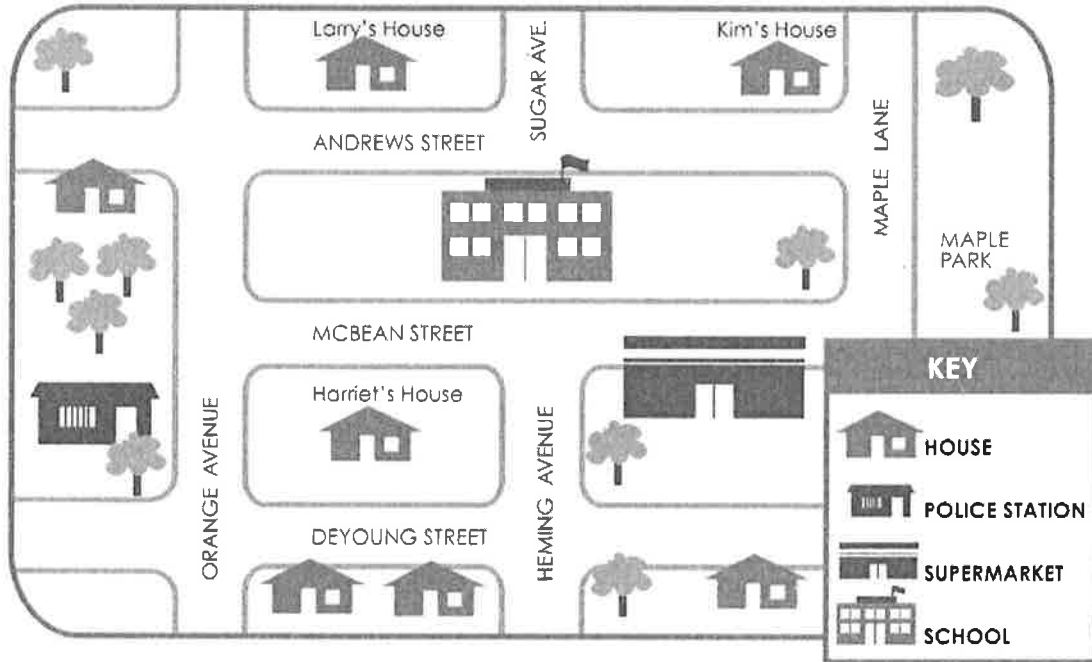 Larry's House
SUGAR AVE.
Kim's House
ANDREWS STREET
MAPLE LANE
MAPLE
PARK
MCBEAN STREET
Harriet's House
ORANGE AVENUE
HEMING AVENUE
DEYOUNG STREET
KEY
HOUSE
POLICE STATION
SUPERMARKET
SCHOOL